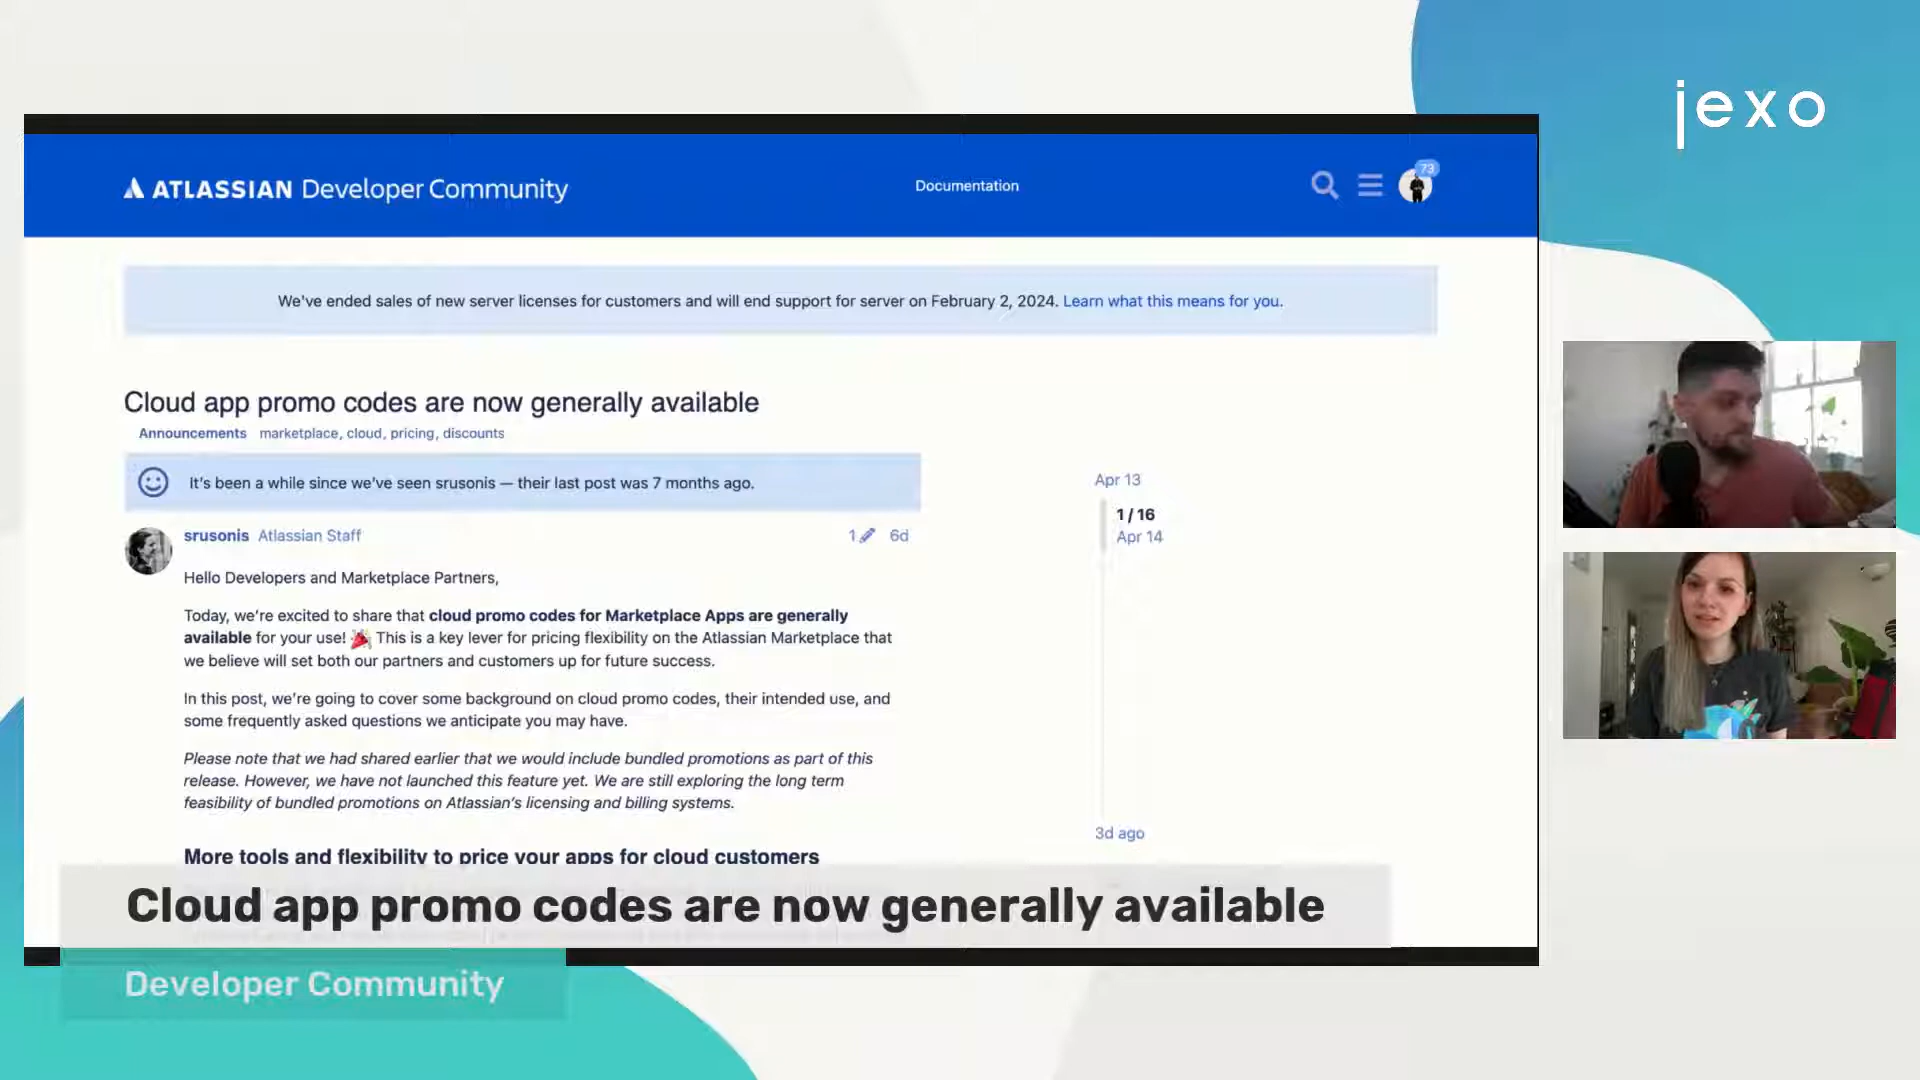 jexo
ATLASSIAN Developer Community
Documentation
73
We've ended sales of new server licenses for customers and will end support for server on February 2, 2024. Learn what this means for you.
Cloud app promo codes are now generally available
Announcements marketplace, cloud, pricing, discounts
It's been a while since we've seen srusonis — their last post was 7 months ago.
Apr 13
1 / 16
Apr 14
srusonis Atlassian Staff 1 6d
Hello Developers and Marketplace Partners,
Today, we're excited to share that cloud promo codes for Marketplace Apps are generally
available for your use! 🎉 This is a key lever for pricing flexibility on the Atlassian Marketplace that
we believe will set both our partners and customers up for future success.
In this post, we're going to cover some background on cloud promo codes, their intended use, and
some frequently asked questions we anticipate you may have.
Please note that we had shared earlier that we would include bundled promotions as part of this
release. However, we have not launched this feature yet. We are still exploring the long term
feasibility of bundled promotions on Atlassian's licensing and billing systems.
3d ago
More tools and flexibility to price your apps for cloud customers
Cloud app promo codes are now generally available
Developer Community